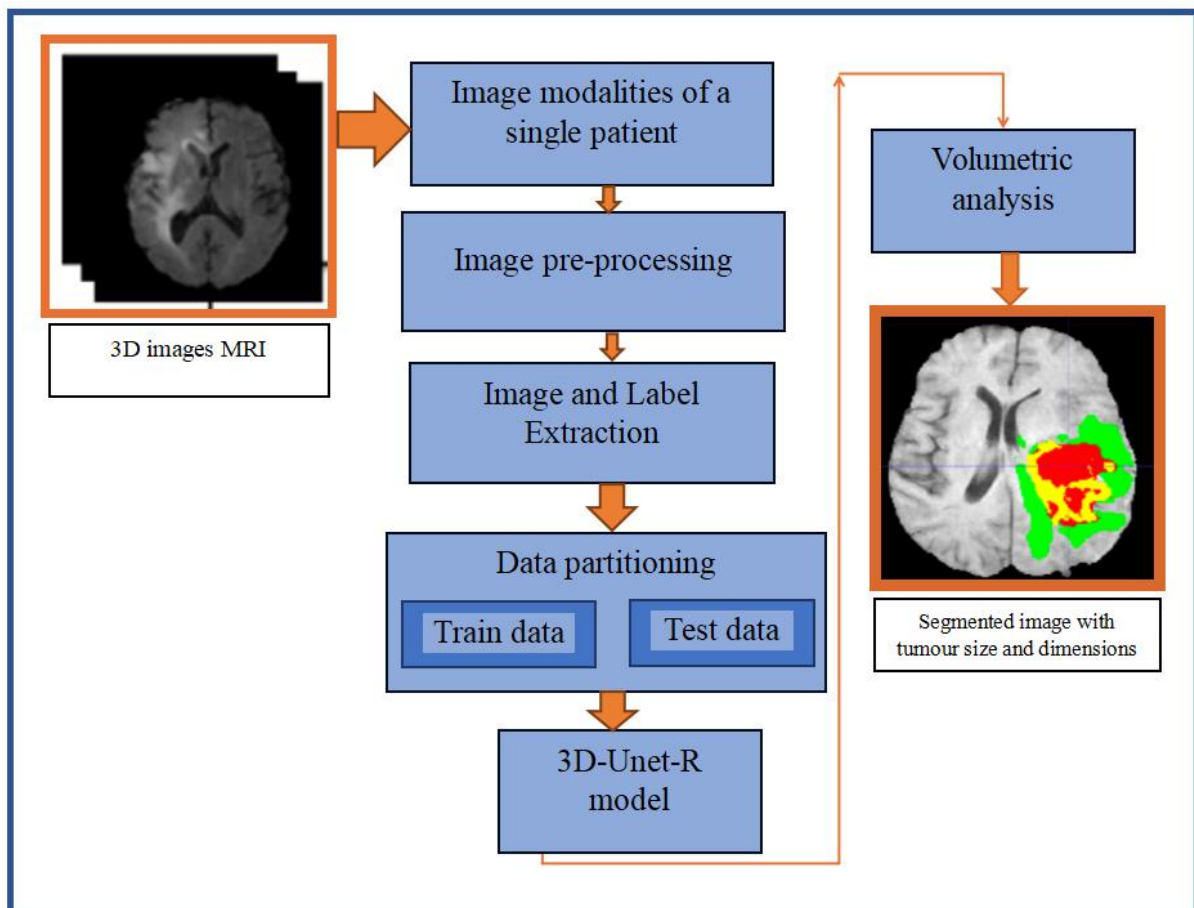 3D images MRI
Image modalities of a
single patient
Image pre-processing
Image and Label
Extraction
Data partitioning
Train data
Test data
3D-Unet-R
model
Volumetric
analysis
Segmented image with
tumour size and dimensions